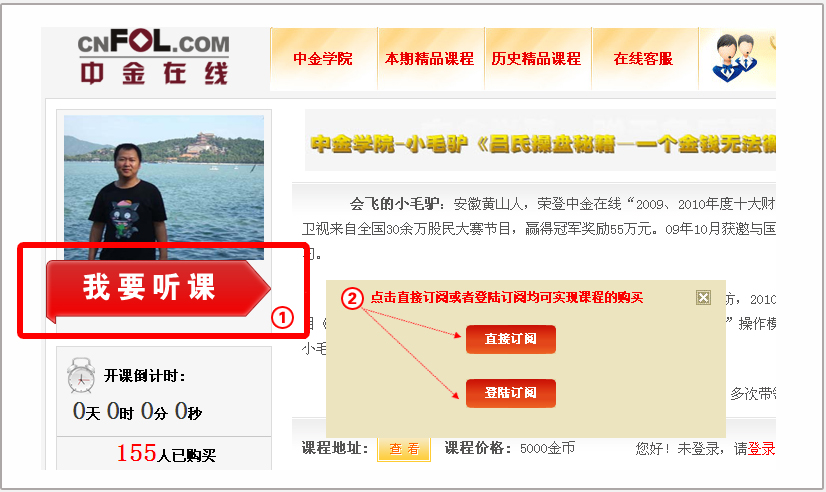 CNFOL.COM
中金在线
中金学院 本期精品课程 历史精品课程 在线客服
中金学院-小毛驴《吕氏操盘秘籍—一个金钱无法
会飞的小毛驴：安徽黄山人，荣登中金在线“2009、2010年度十大财
卫视来自全国30余万股民大赛节目，赢得冠军奖励55万元。09年10月获邀与国
。
我要听课
①
② 点击直接订阅或者登陆订阅均可实现课程的购买
，2010
直接订阅
”操作模
小毛
登陆订阅
多次带
开课倒计时：
0天 0时 0分 0秒
155人已购买
课程地址： 查看 课程价格：5000金币 您好！未登录，请登录